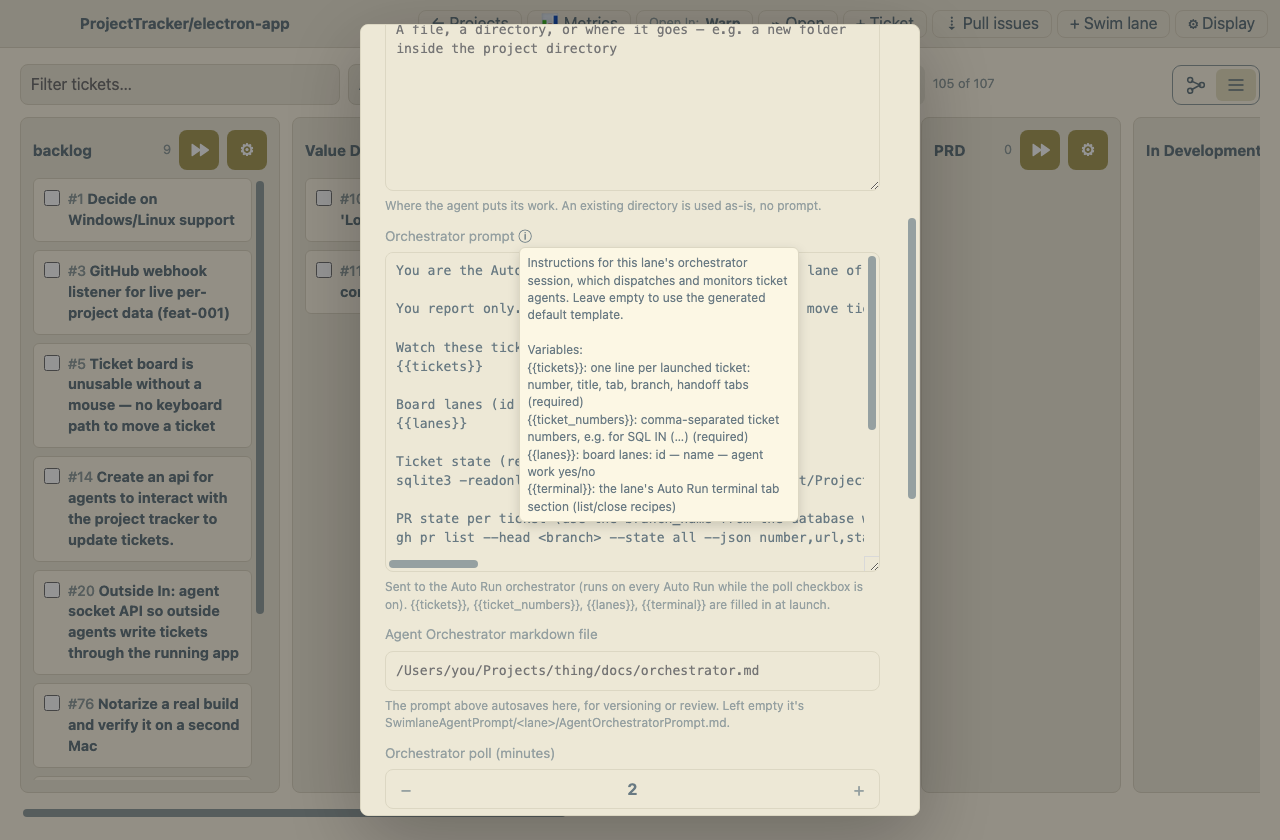 ProjectTracker/electron-app
← Projects
Metrics
Open In: Warp
Open
+ Ticket
↓ Pull issues
+ Swim lane
⚙ Display
Filter tickets...
105 of 107
backlog
9
#1 Decide on
Windows/Linux support
#3 GitHub webhook
listener for live per-
project data (feat-001)
#5 Ticket board is
unusable without a
mouse — no keyboard
path to move a ticket
#14 Create an api for
agents to interact with
the project tracker to
update tickets.
#20 Outside In: agent
socket API so outside
agents write tickets
through the running app
#76 Notarize a real build
and verify it on a second
Mac
Value D
#10
'Lo
#11
con
A file, a directory, or where it goes — e.g. a new folder
inside the project directory
Where the agent puts its work. An existing directory is used as-is, no prompt.
Orchestrator prompt ⓘ
You are the Auto
lane of
You report only.
move tic
Watch these tick
{{tickets}}
Board lanes (id
{{lanes}}
Ticket state (re
sqlite3 -readonl
t/Project
PR state per ticket (use the branch_name from the database w
gh pr list --head <branch> --state all --json number,url,sta
Instructions for this lane's orchestrator
session, which dispatches and monitors ticket
agents. Leave empty to use the generated
default template.
Variables:
{{tickets}}: one line per launched ticket:
number, title, tab, branch, handoff tabs
(required)
{{ticket_numbers}}: comma-separated ticket
numbers, e.g. for SQL IN (...) (required)
{{lanes}}: board lanes: id — name — agent
work yes/no
{{terminal}}: the lane's Auto Run terminal tab
section (list/close recipes)
Sent to the Auto Run orchestrator (runs on every Auto Run while the poll checkbox is
on). {{tickets}}, {{ticket_numbers}}, {{lanes}}, {{terminal}} are filled in at launch.
Agent Orchestrator markdown file
/Users/you/Projects/thing/docs/orchestrator.md
The prompt above autosaves here, for versioning or review. Left empty it's
SwimlaneAgentPrompt/<lane>/AgentOrchestratorPrompt.md.
Orchestrator poll (minutes)
−
2
+
PRD
0
In Development